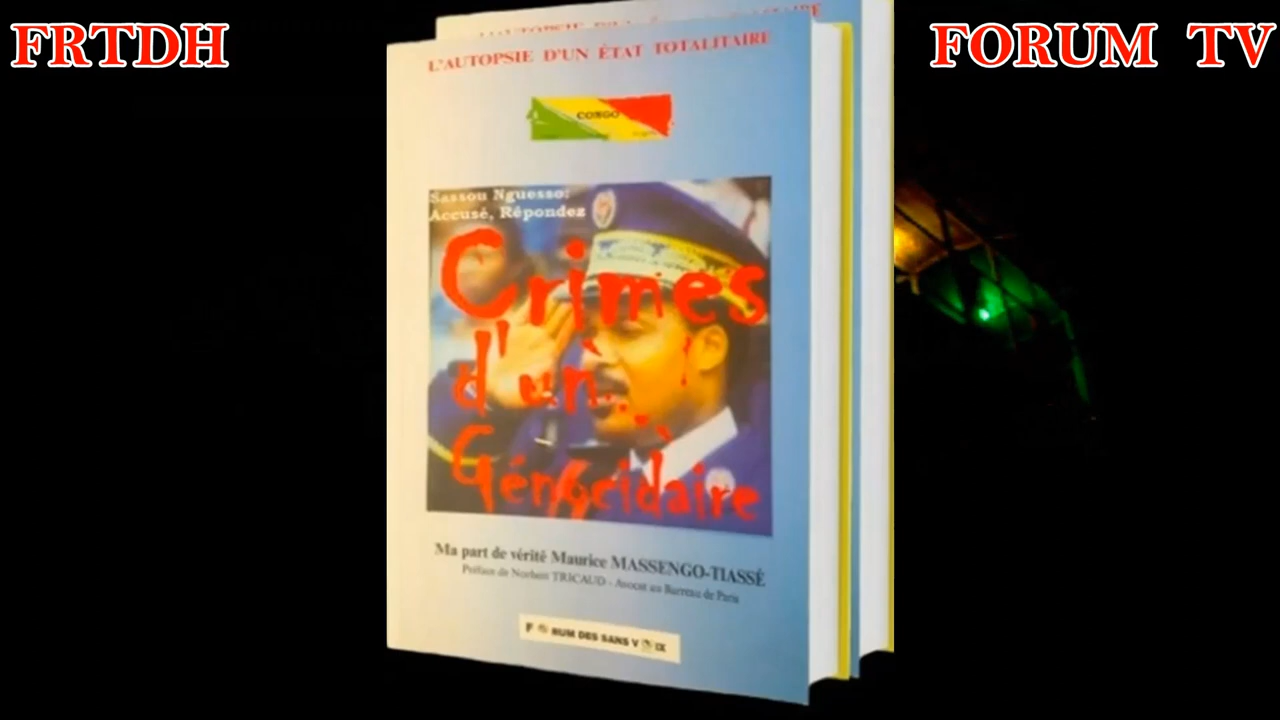 FRTDH
FORUM TV
L'AUTOPSIE D'UN ÉTAT TOTALITAIRE
CONGO
Sassou Nguesso:
Accusé, Répondez
Crimes
d'un
Génocidaire
Ma part de vérité Maurice MASSENGO-TIASSÉ
Préface de Norbert TRICAUD - Avocat au Barreau de Paris
F RUM DES SANS V IX